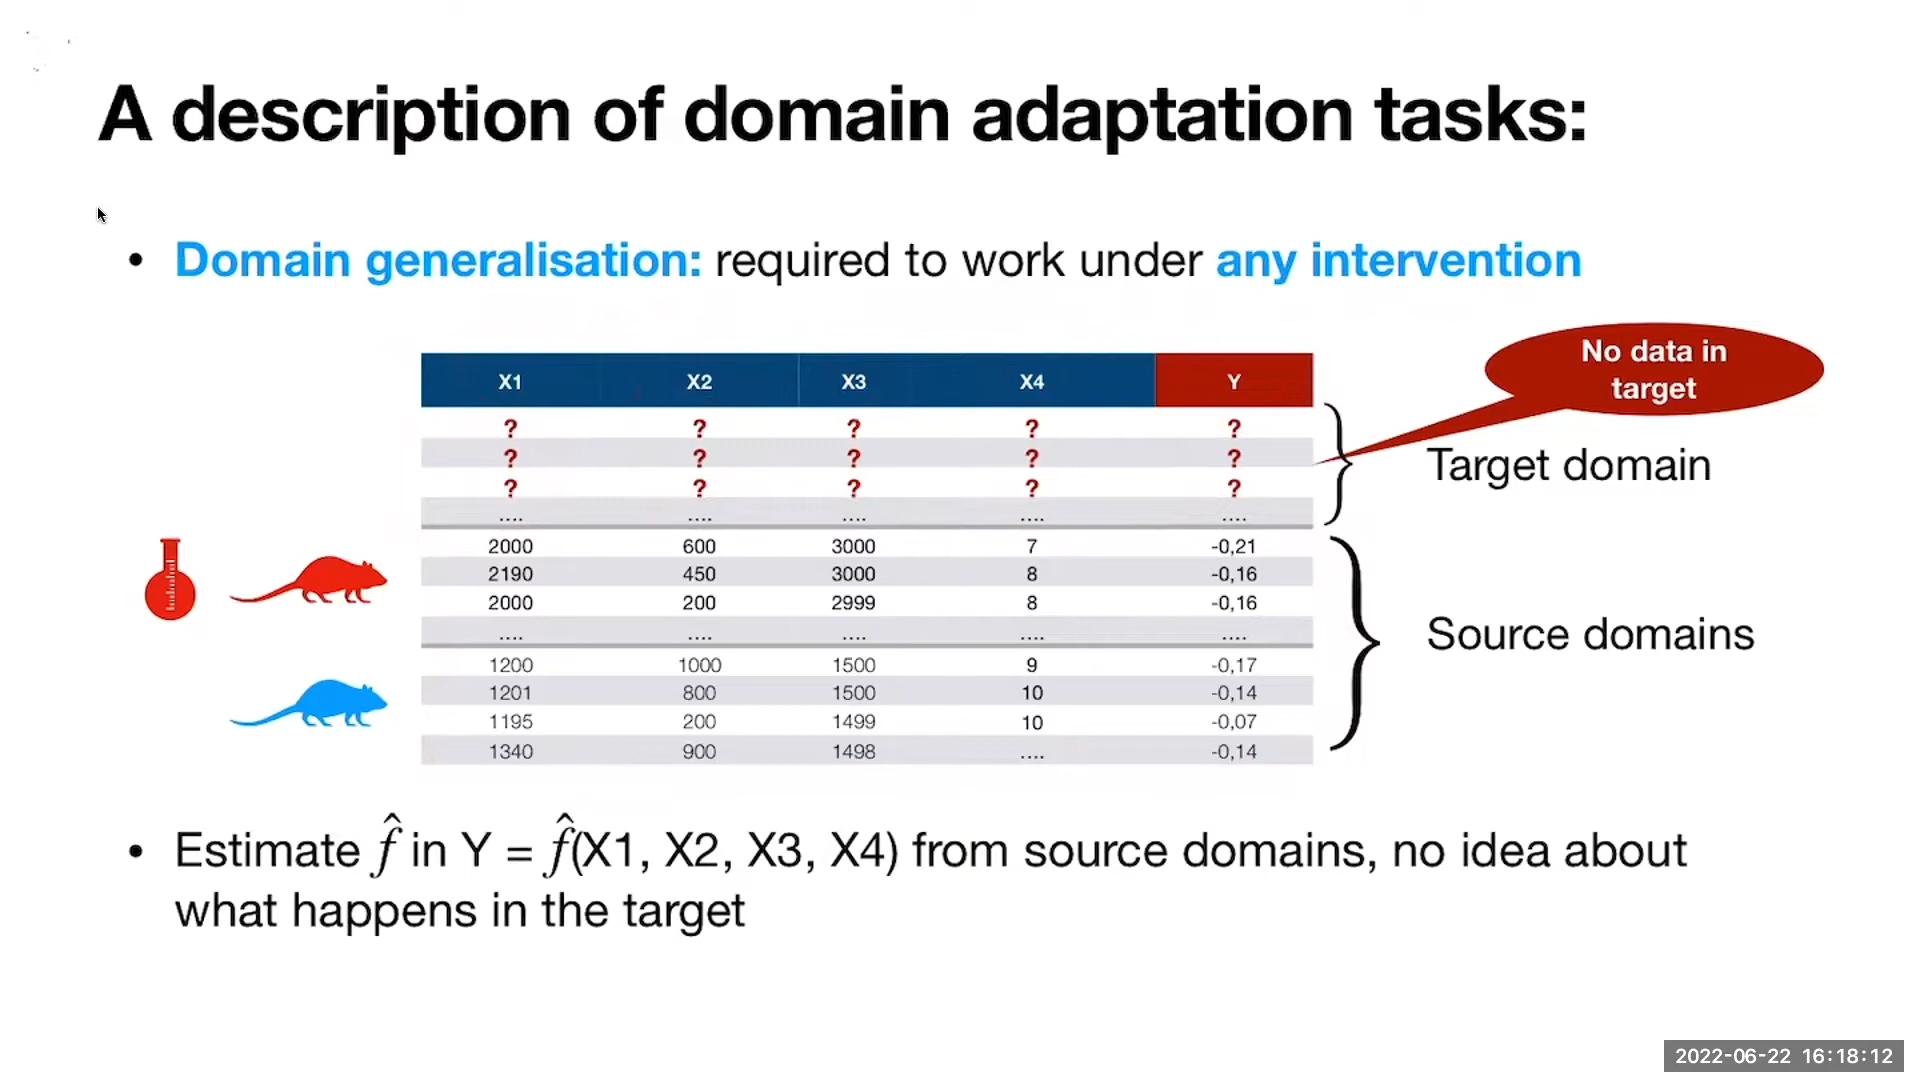 A description of domain adaptation tasks:
• Domain generalisation: required to work under any intervention
No data in
target
X1 X2 X3 X4 Y
? ? ? ? ?
? ? ? ? ?
? ? ? ? ?
.... .... .... .... ....
Target domain
2000 600 3000 7 -0,21
2190 450 3000 8 -0,16
2000 200 2999 8 -0,16
.... .... .... .... ....
1200 1000 1500 9 -0,17
1201 800 1500 10 -0,14
1195 200 1499 10 -0,07
1340 900 1498 .... -0,14
Source domains
• Estimate f̂ in Y = f̂(X1, X2, X3, X4) from source domains, no idea about
what happens in the target
2022-06-22 16:18:12